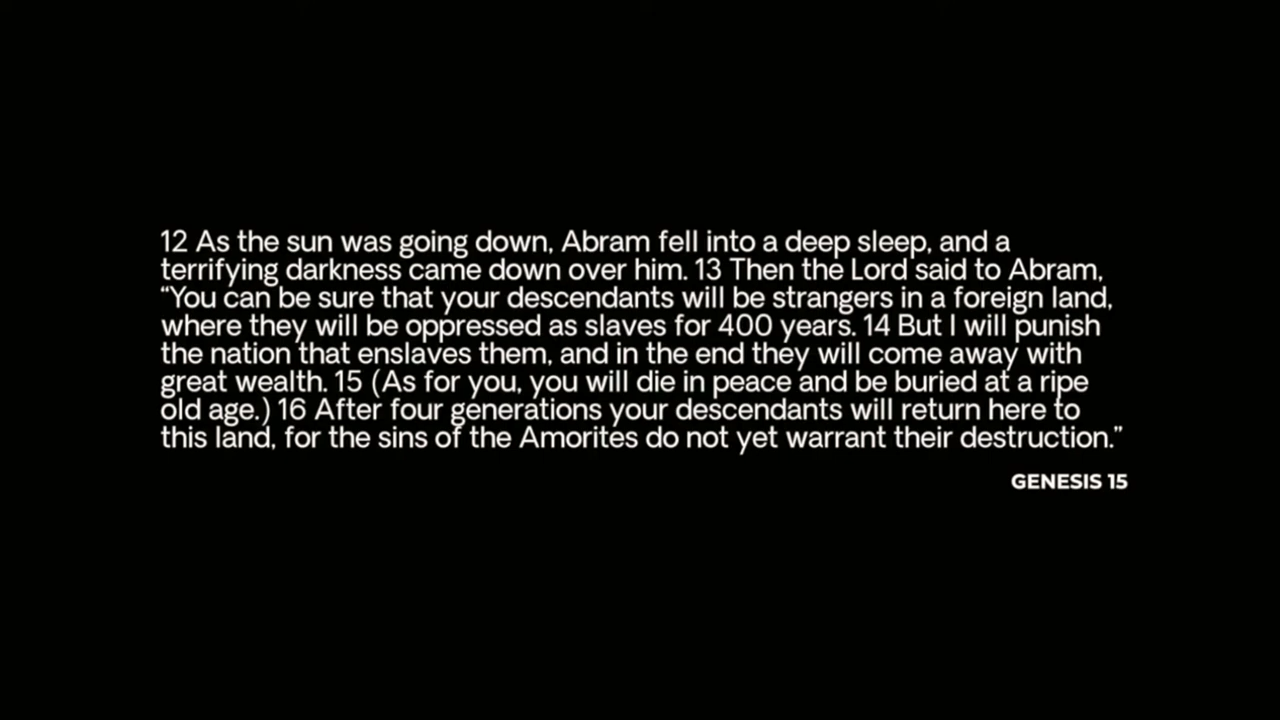 12 As the sun was going down, Abram fell into a deep sleep, and a
terrifying darkness came down over him. 13 Then the Lord said to Abram,
“You can be sure that your descendants will be strangers in a foreign land,
where they will be oppressed as slaves for 400 years. 14 But I will punish
the nation that enslaves them, and in the end they will come away with
great wealth. 15 (As for you, you will die in peace and be buried at a ripe
old age.) 16 After four generations your descendants will return here to
this land, for the sins of the Amorites do not yet warrant their destruction.”
GENESIS 15